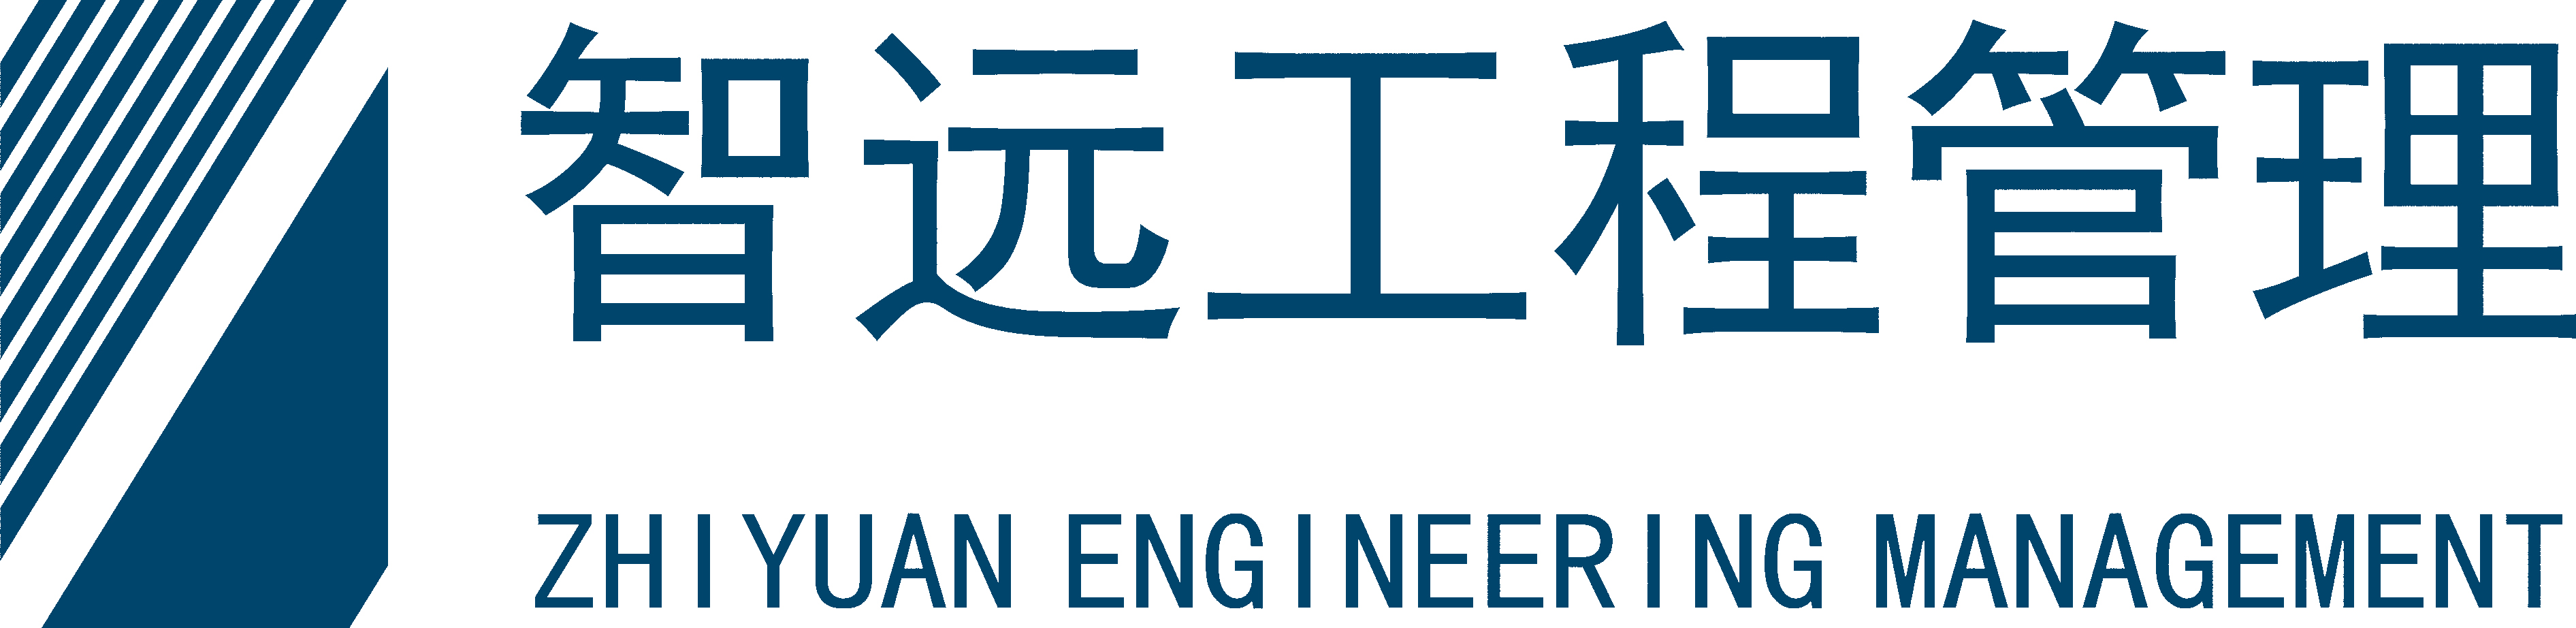 智远工程管理
ZHIYUAN ENGINEERING MANAGEMENT